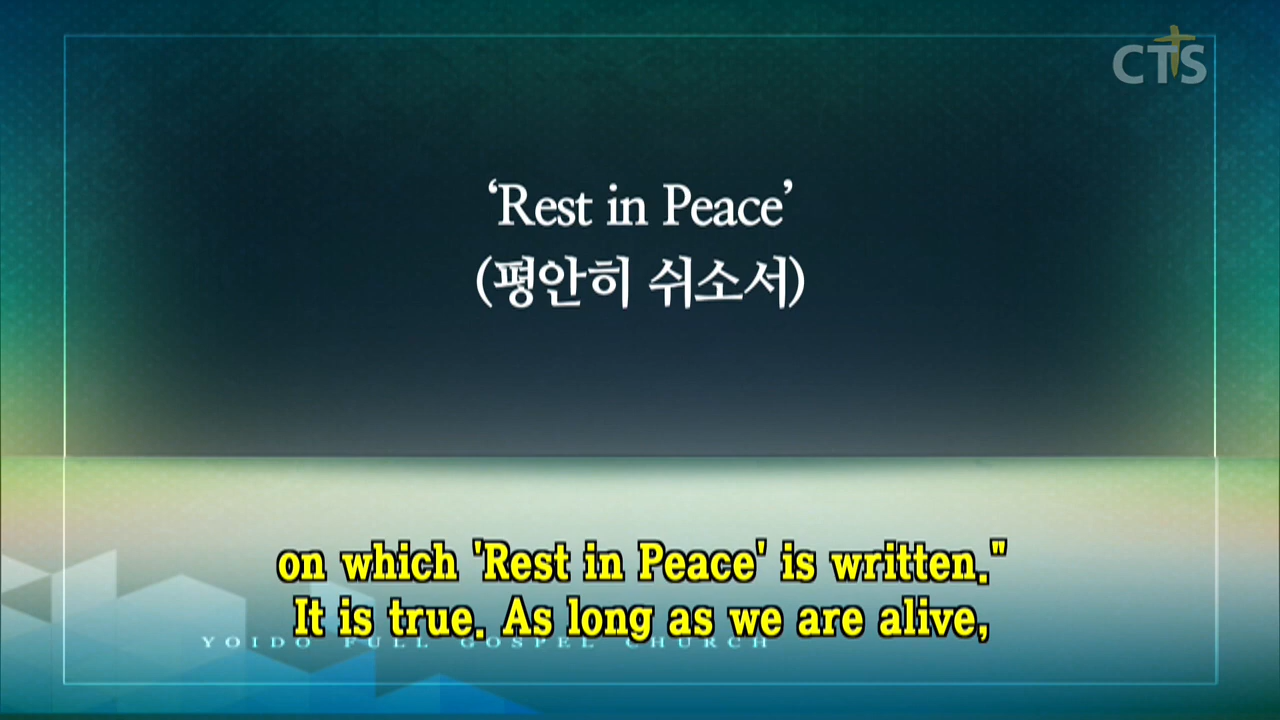 CTS
‘Rest in Peace’
(평안히 쉬소서)
on which 'Rest in Peace' is written."
It is true. As long as we are alive,
YOIDO FULL GOSPEL CHURCH